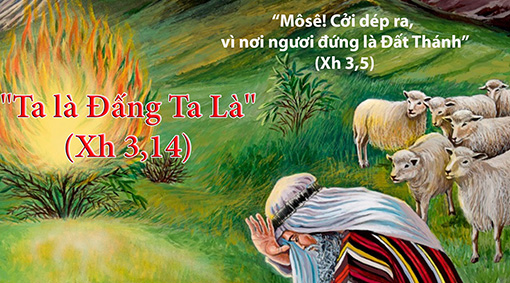 “Môsê! Cởi dép ra,
vì nơi ngươi đứng là Đất Thánh”
(Xh 3,5)
"Ta là Đấng Ta Là"
(Xh 3,14)